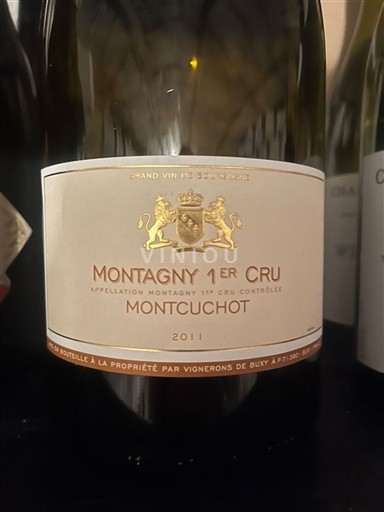 GRAND VIN DE BOURGOGNE
VINIOU
MONTAGNY 1ER CRU
APPELLATION MONTAGNY 1ER CRU CONTRÔLÉE
MONTCUCHOT
2011
EN BOUTEILLE À LA PROPRIÉTÉ PAR VIGNERONS DE BUXY À F-71390